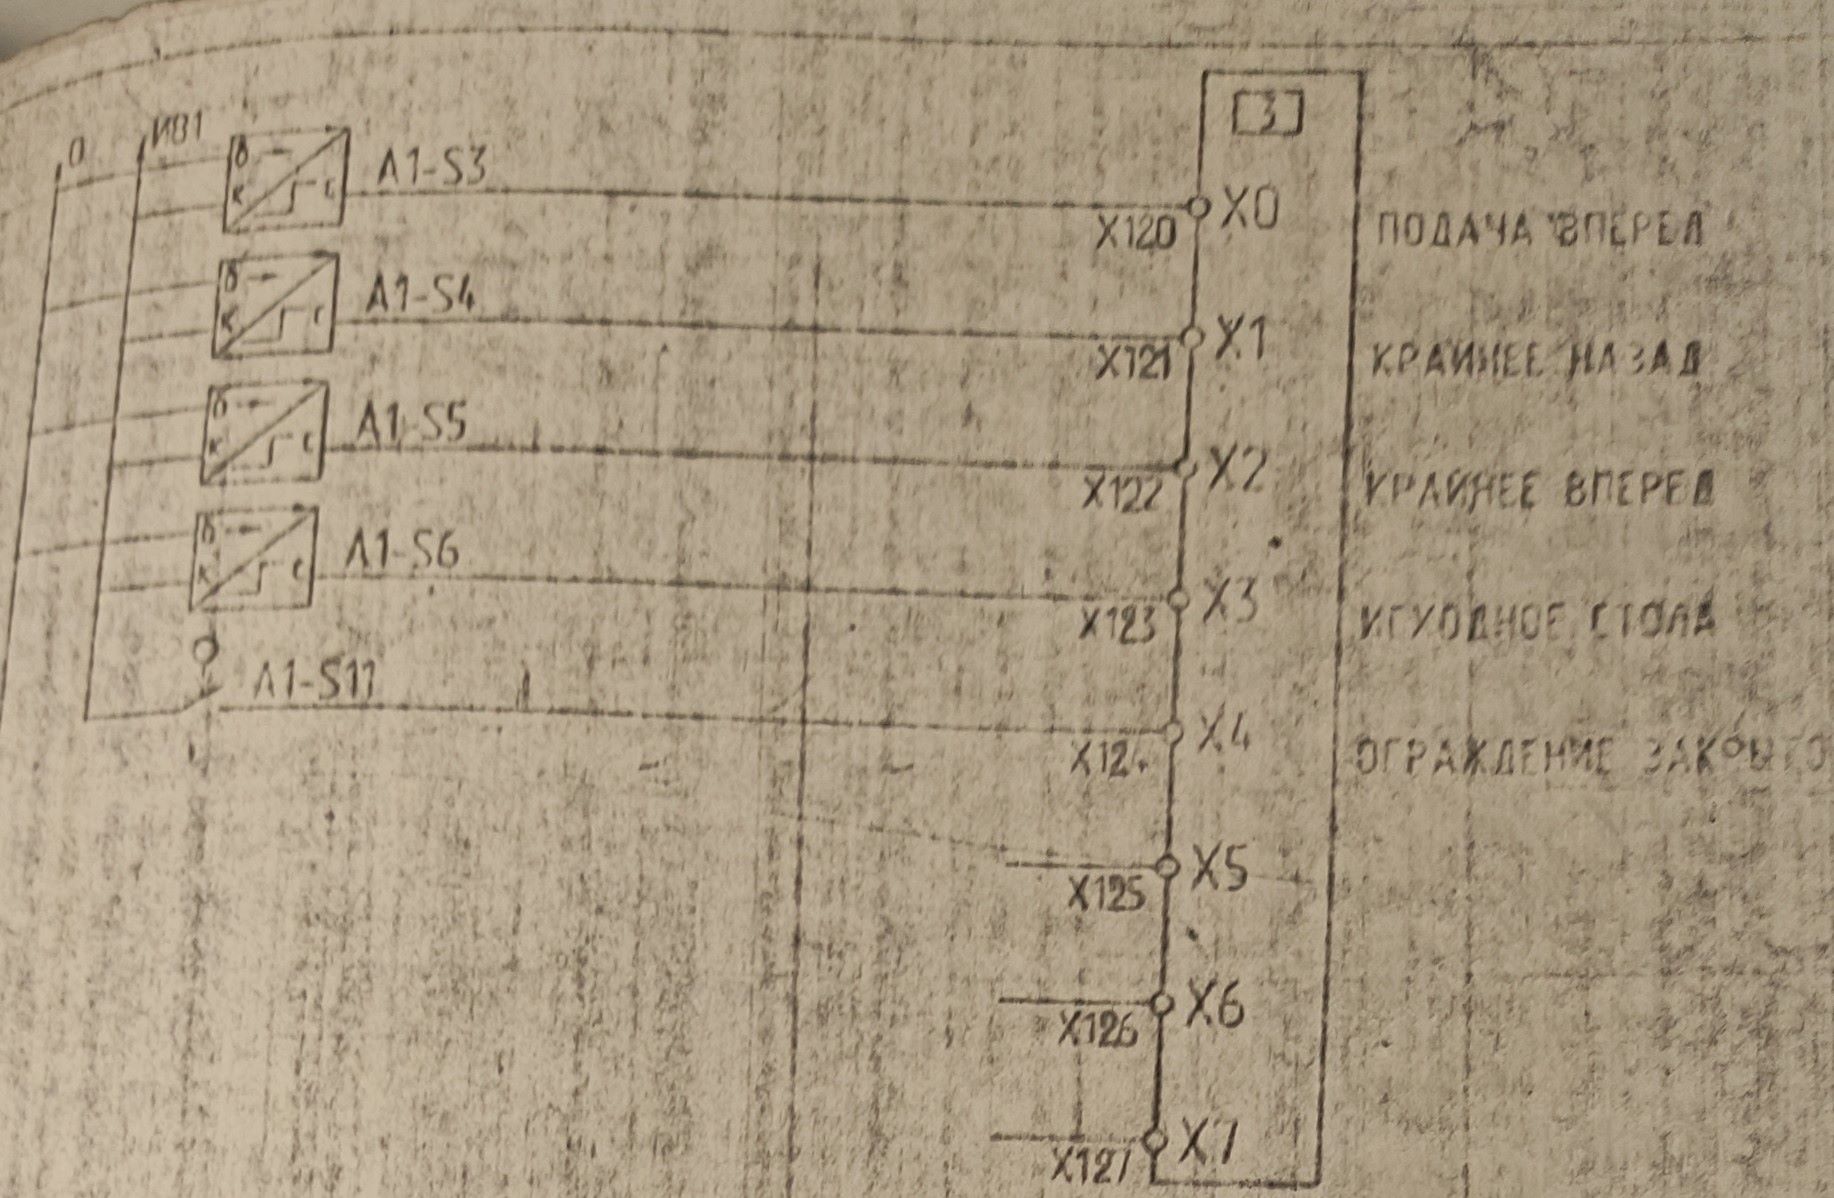 0 ИВ1
3
б К С A1-S3 X120 X0 ПОДАЧА ВПЕРЕД
б К С A1-S4 X121 X1 КРАЙНЕЕ НАЗАД
б К С A1-S5 X122 X2 КРАЙНЕЕ ВПЕРЕД
б К С A1-S6 X123 X3 ИСХОДНОЕ СТОЛА
A1-S11 X124 X4 ОГРАЖДЕНИЕ ЗАКРЫТО
X125 X5
X126 X6
X127 X7